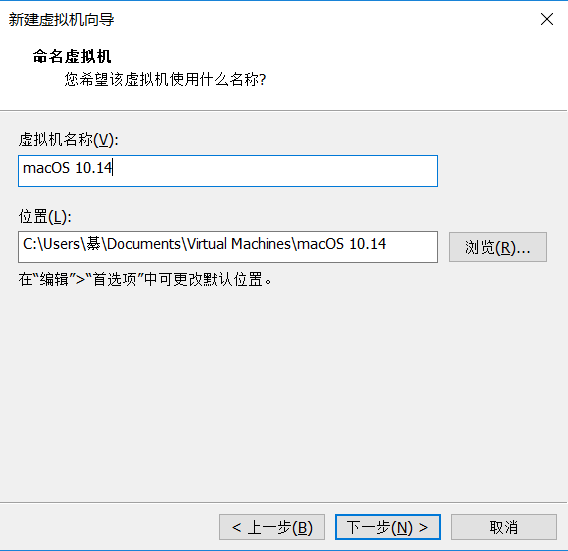 新建虚拟机向导
命名虚拟机
您希望该虚拟机使用什么名称?
虚拟机名称(V):
macOS 10.14
位置(L):
C:\Users\綦\Documents\Virtual Machines\macOS 10.14
浏览(R)...
在“编辑”>“首选项”中可更改默认位置。
< 上一步(B)
下一步(N) >
取消